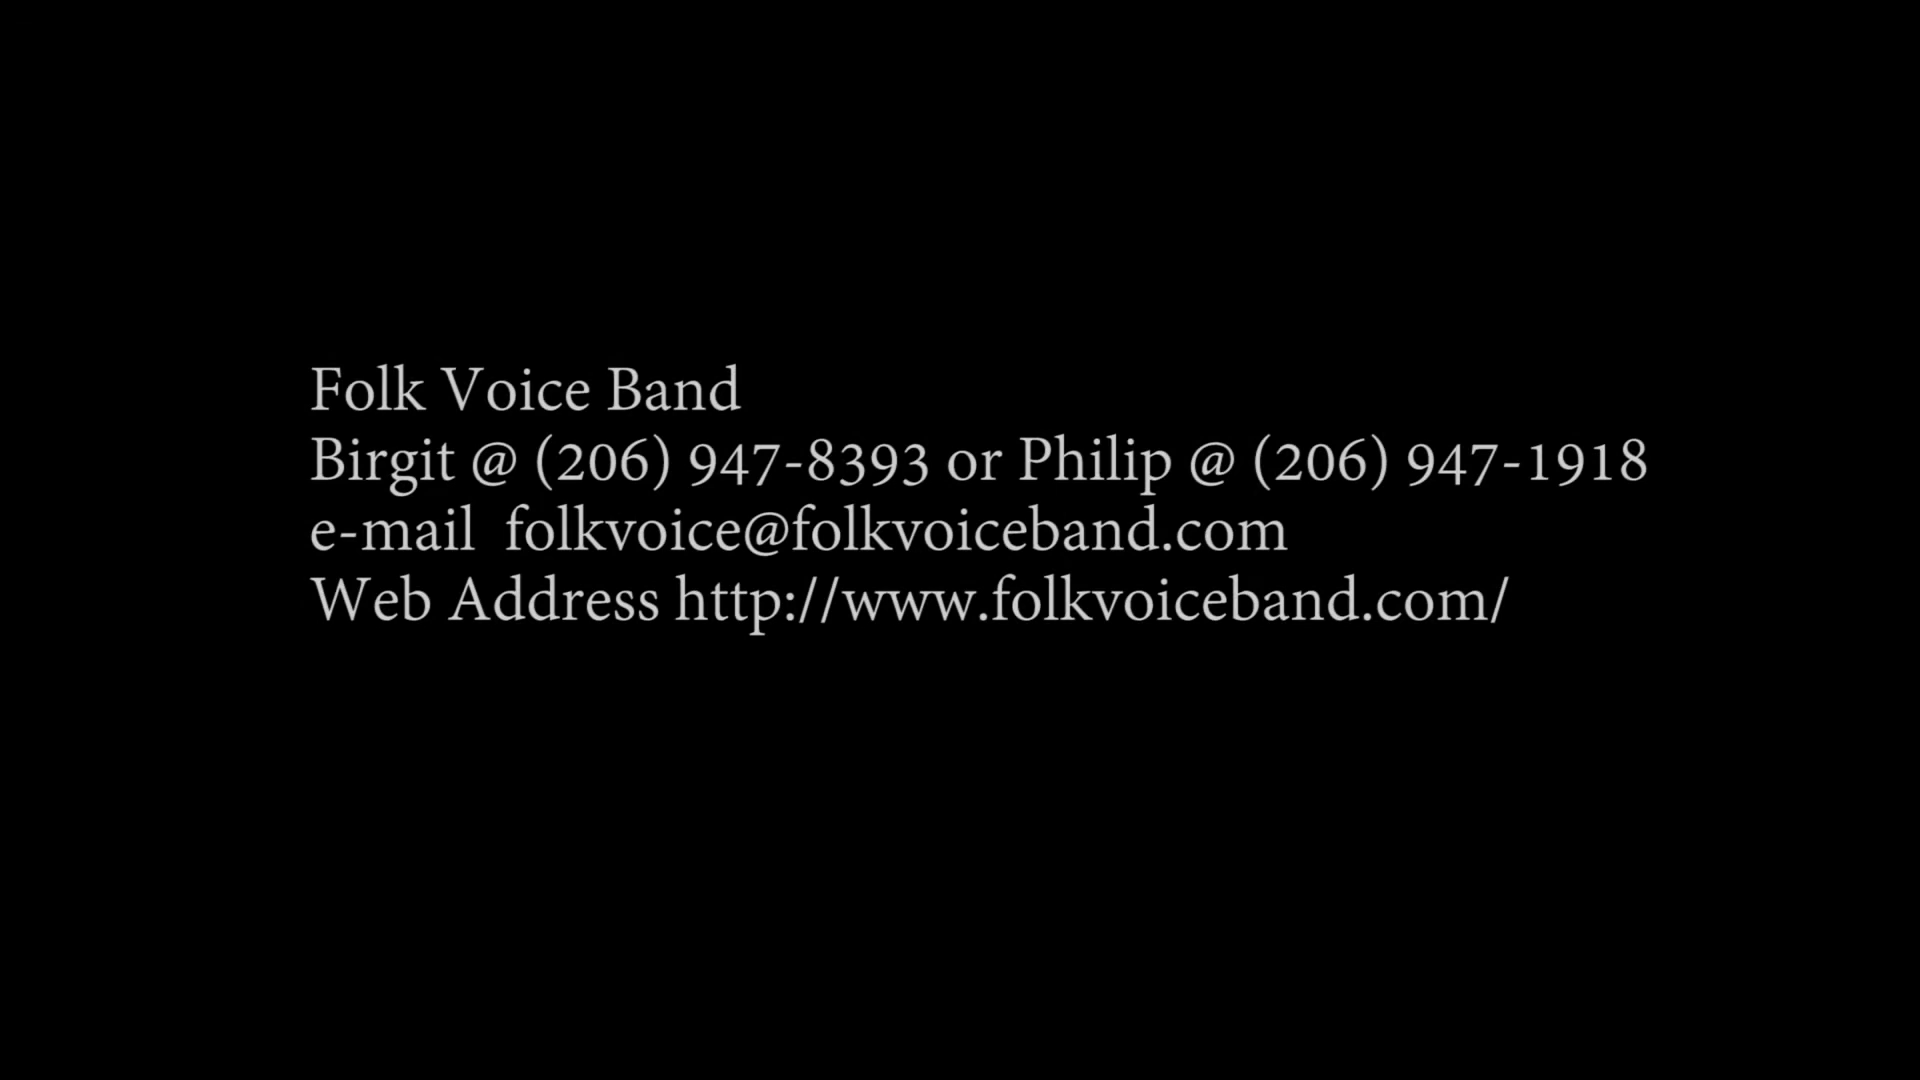 Folk Voice Band
Birgit @ (206) 947-8393 or Philip @ (206) 947-1918
e-mail  folkvoice@folkvoiceband.com
Web Address http://www.folkvoiceband.com/